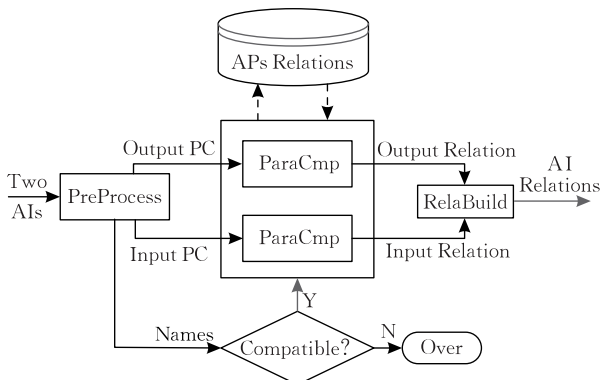 APs Relations
Output PC
ParaCmp
Output Relation
Two
AIs
PreProcess
RelaBuild
AI
Relations
Input PC
ParaCmp
Input Relation
Y
Names
Compatible?
N
Over